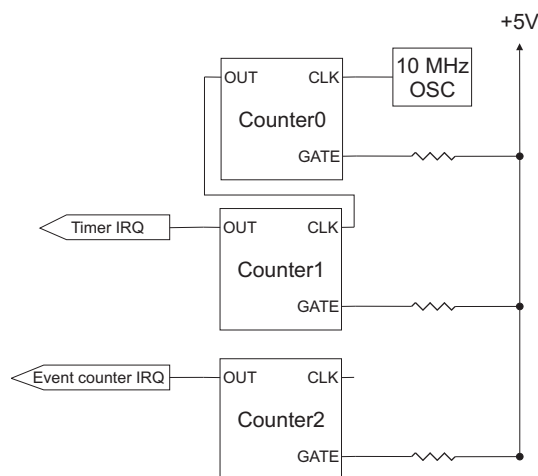 +5V
OUT CLK
10 MHz
OSC
Counter0
GATE
Timer IRQ
OUT CLK
Counter1
GATE
Event counter IRQ
OUT CLK
Counter2
GATE